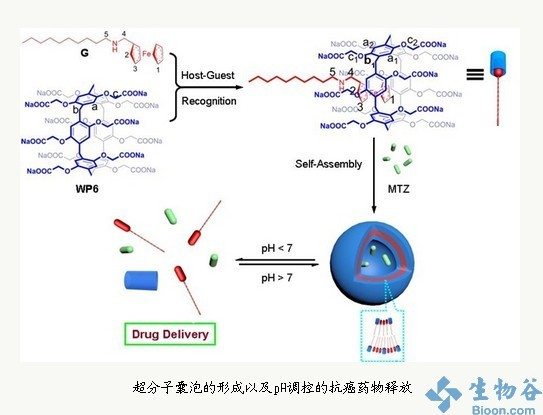 G
5
N
H
4
3
2
Fe
1
Host-Guest
Recognition
NaOOC
COONa
b
a
WP6
a2
c2
c1
b1
a1
5
4
2
3
1
Self-Assembly
MTZ
pH < 7
pH > 7
Drug Delivery
超分子囊泡的形成以及pH调控的抗癌药物释放
生物谷
Bioon.com